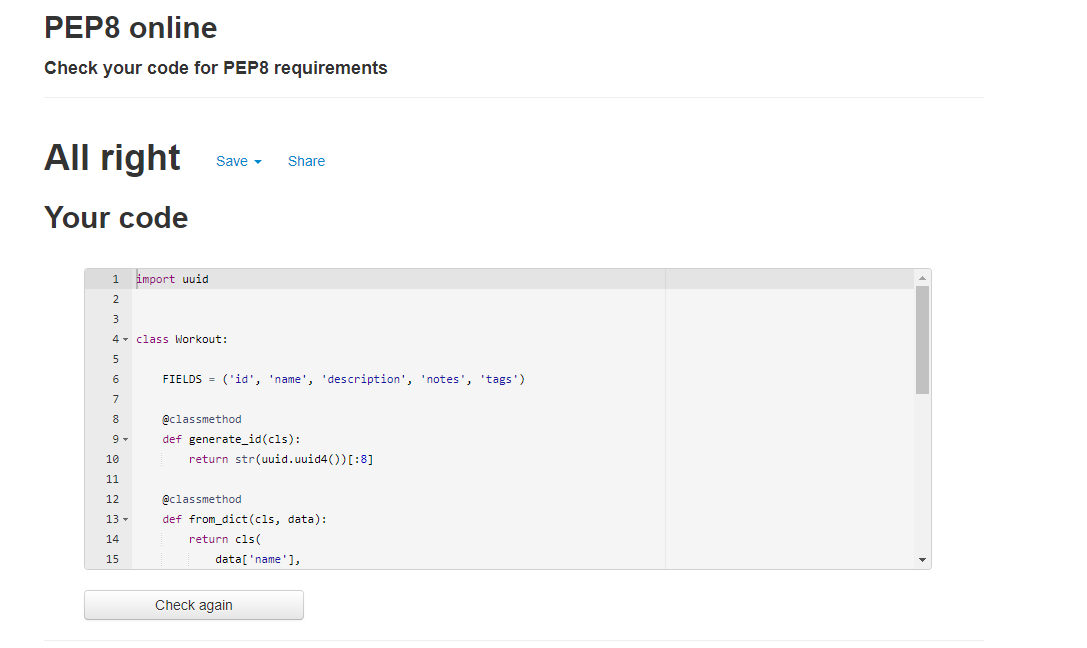 PEP8 online
Check your code for PEP8 requirements
All right Save Share
Your code
1 import uuid
2
3
4 class Workout:
5
6     FIELDS = ('id', 'name', 'description', 'notes', 'tags')
7
8     @classmethod
9     def generate_id(cls):
10         return str(uuid.uuid4())[:8]
11
12     @classmethod
13     def from_dict(cls, data):
14         return cls(
15             data['name'],
Check again